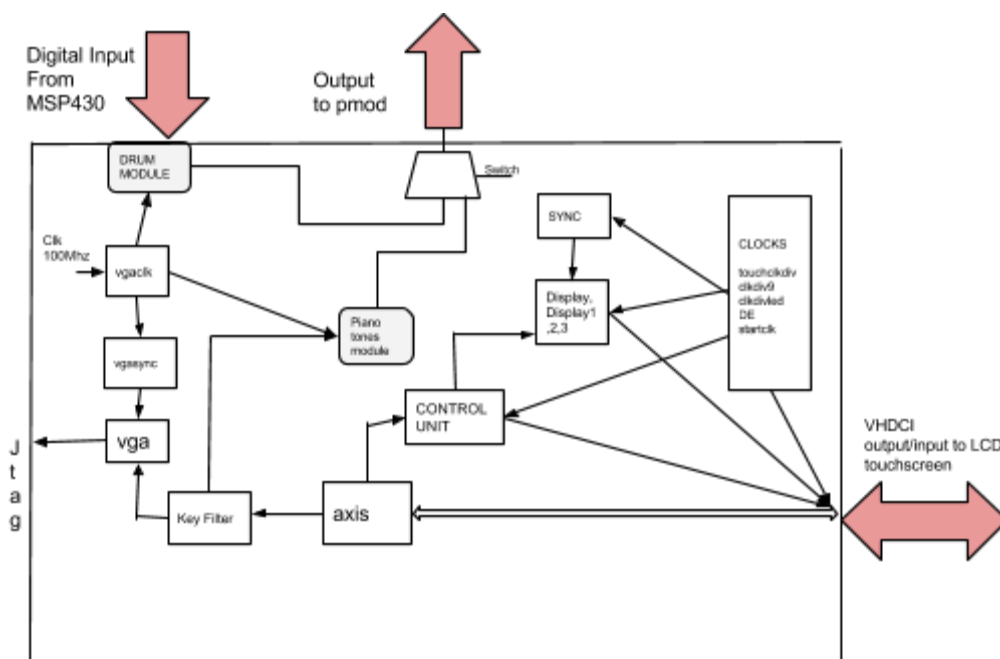 Digital Input
From
MSP430
Output
to pmod
DRUM
MODULE
Switch
SYNC
CLOCKS
touchclkdiv
clkdiv9
clkdivled
DE
startclk
Clk
100Mhz
vgaclk
Display,
Display1
,2,3
Piano
tones
module
vgasync
CONTROL
UNIT
vga
VHDCI
output/input to LCD
touchscreen
J
t
a
g
Key Filter
axis